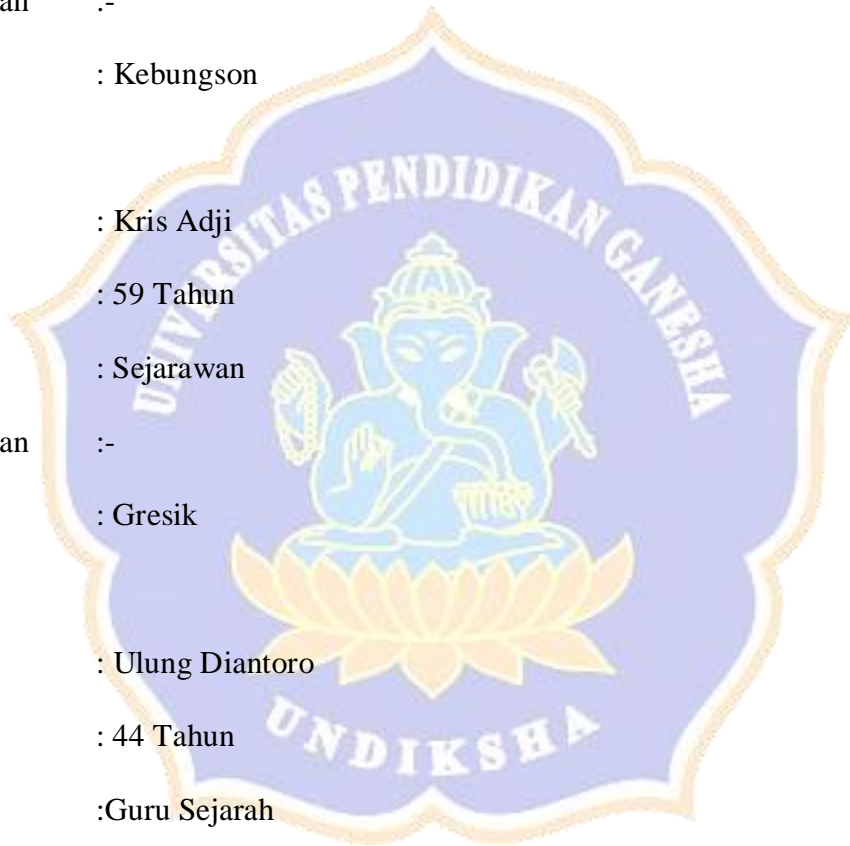 an :-
: Kebungson
UNIVERSITAS PENDIDIKAN GANESHA
: Kris Adji
: 59 Tahun
: Sejarawan
an :-
: Gresik
: Ulung Diantoro
: 44 Tahun
UNDIKSHA
:Guru Sejarah